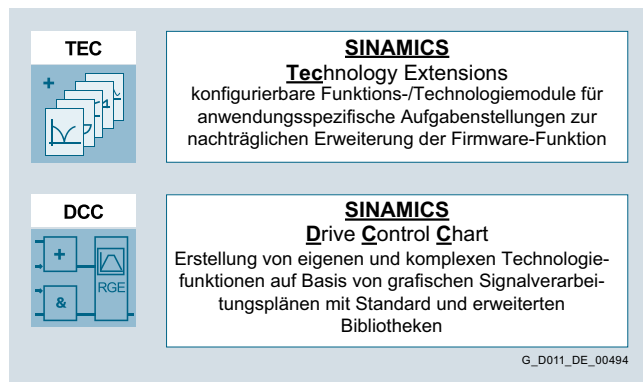 TEC
SINAMICS
Technology Extensions
konfigurierbare Funktions-/Technologiemodule für
anwendungsspezifische Aufgabenstellungen zur
nachträglichen Erweiterung der Firmware-Funktion
+
DCC
SINAMICS
Drive Control Chart
Erstellung von eigenen und komplexen Technologie-
funktionen auf Basis von grafischen Signalverarbei-
tungsplänen mit Standard und erweiterten
Bibliotheken
+
RGE
&
G_D011_DE_00494